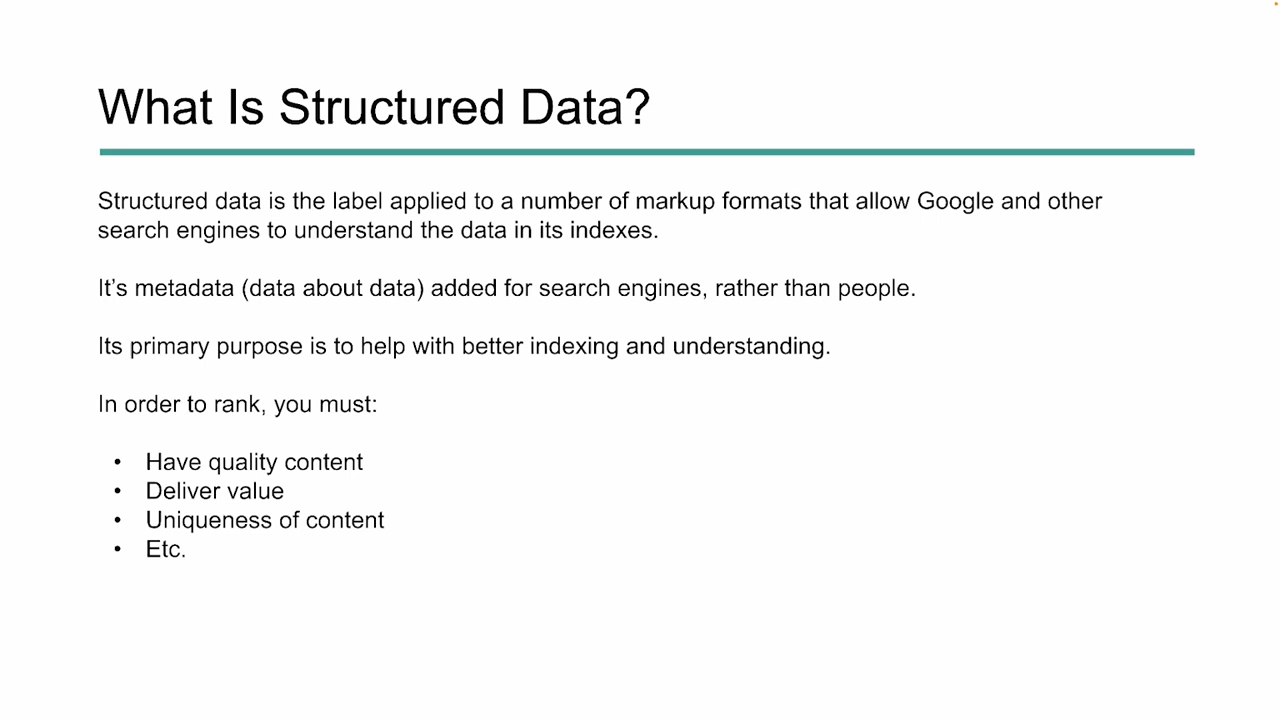 What Is Structured Data?
Structured data is the label applied to a number of markup formats that allow Google and other
search engines to understand the data in its indexes.
It’s metadata (data about data) added for search engines, rather than people.
Its primary purpose is to help with better indexing and understanding.
In order to rank, you must:
• Have quality content
• Deliver value
• Uniqueness of content
• Etc.